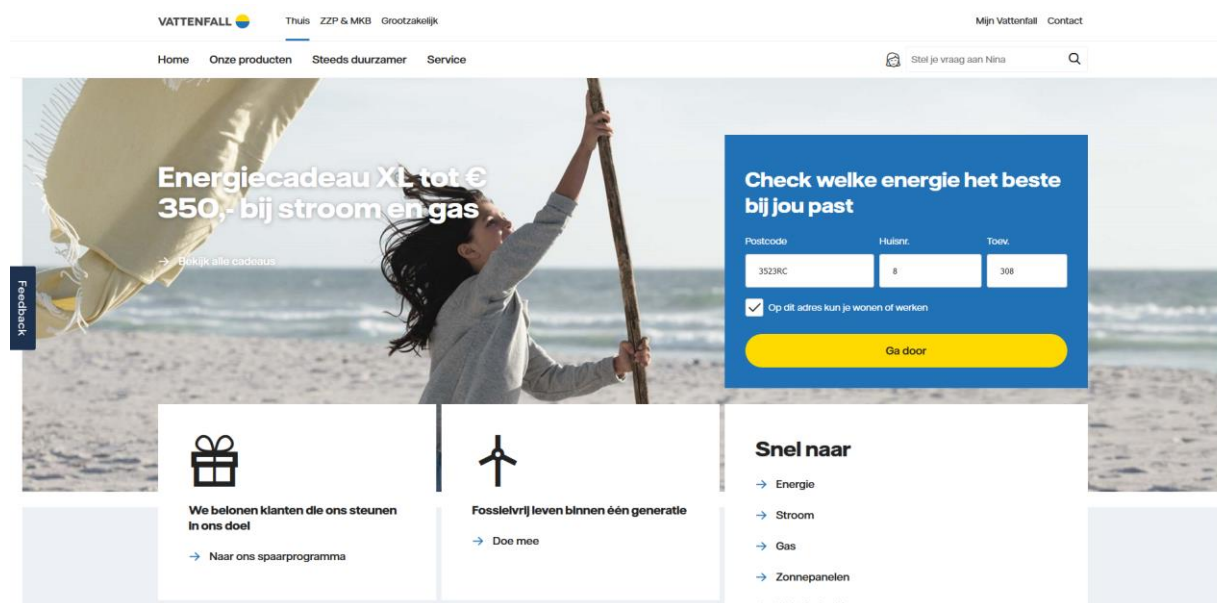 VATTENFALL
Thuis ZZP & MKB Grootzakelijk
Mijn Vattenfall Contact
Home Onze producten Steeds duurzamer Service
Stel je vraag aan Nina
Energiecadeau XL tot €
350,- bij stroom en gas
→ Bekijk alle cadeaus
Feedback
Check welke energie het beste
bij jou past
Postcode Huisnr. Toev.
3523RC 8 308
Op dit adres kun je wonen of werken
Ga door
We belonen klanten die ons steunen
in ons doel
→ Naar ons spaarprogramma
Fossielvrij leven binnen één generatie
→ Doe mee
Snel naar
→ Energie
→ Stroom
→ Gas
→ Zonnepanelen